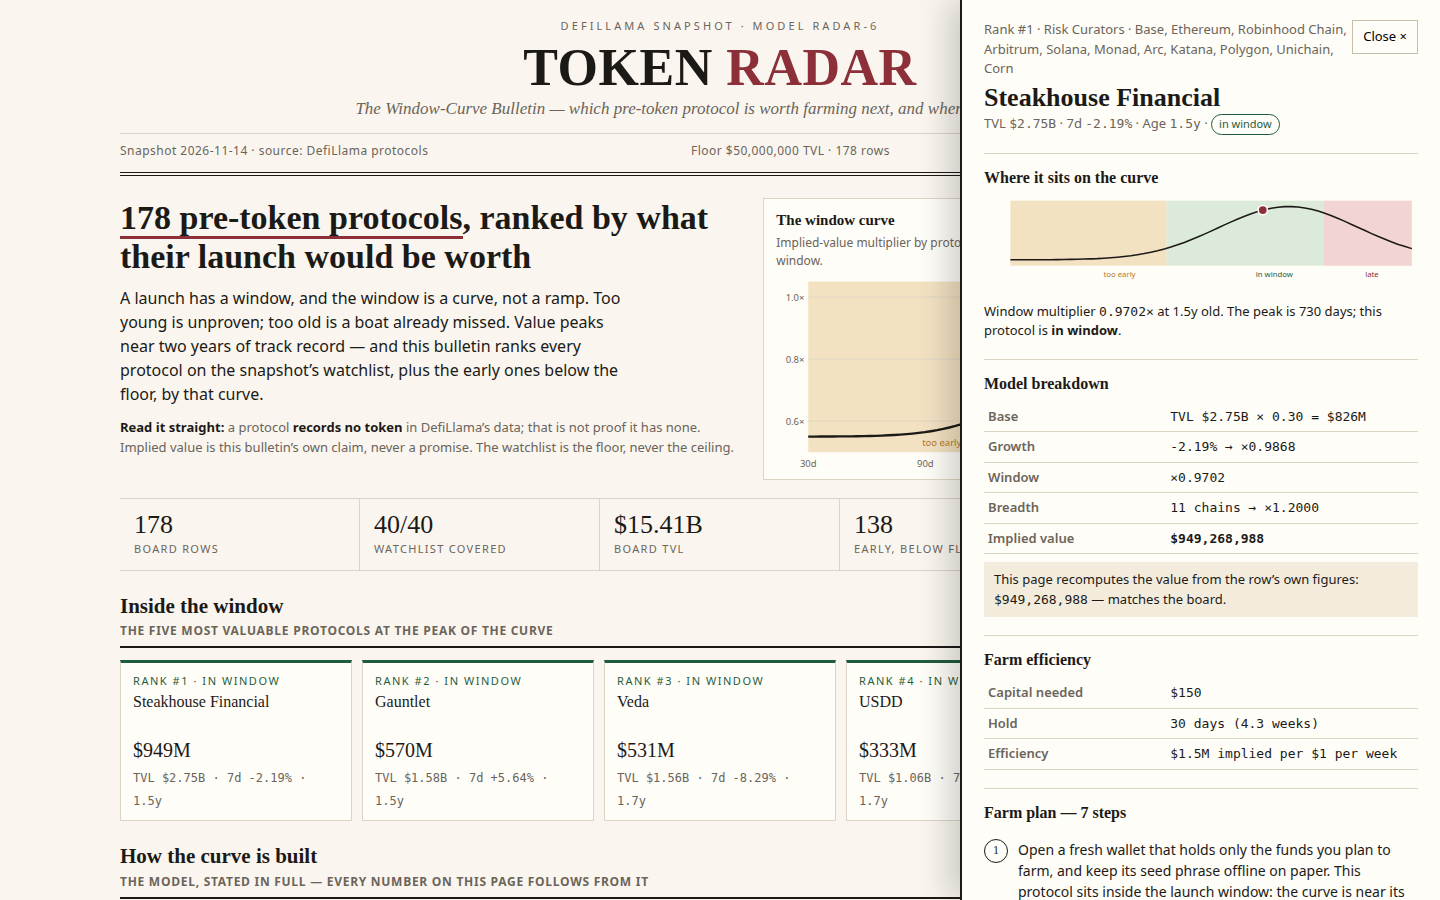 DEFILLAMA SNAPSHOT · MODEL RADAR-6
TOKEN RADAR
The Window-Curve Bulletin — which pre-token protocol is worth farming next, and
Snapshot 2026-11-14 · source: DefiLlama protocols
Floor $50,000,000 TVL · 178 rows
178 pre-token protocols, ranked by what
their launch would be worth
A launch has a window, and the window is a curve, not a ramp. Too
young is unproven; too old is a boat already missed. Value peaks
near two years of track record — and this bulletin ranks every
protocol on the snapshot's watchlist, plus the early ones below the
floor, by that curve.
Read it straight: a protocol records no token in DefiLlama's data; that is not proof it has none.
Implied value is this bulletin's own claim, never a promise. The watchlist is the floor, never the ceiling.
The window curve
Implied-value multiplier by
window.
1.0×
0.8×
0.6×
too early
30d
90d
178
BOARD ROWS
40/40
WATCHLIST COVERED
$15.41B
BOARD TVL
138
EARLY, BELOW
Inside the window
THE FIVE MOST VALUABLE PROTOCOLS AT THE PEAK OF THE CURVE
RANK #1 · IN WINDOW
Steakhouse Financial
$949M
TVL $2.75B · 7d -2.19% ·
1.5y
RANK #2 · IN WINDOW
Gauntlet
$570M
TVL $1.58B · 7d +5.64% ·
1.5y
RANK #3 · IN WINDOW
Veda
$531M
TVL $1.56B · 7d -8.29% ·
1.7y
RANK #4 · IN
USDD
$333M
TVL $1.06B ·
1.7y
How the curve is built
THE MODEL, STATED IN FULL — EVERY NUMBER ON THIS PAGE FOLLOWS FROM IT
Rank #1 · Risk Curators · Base, Ethereum, Robinhood Chain,
Arbitrum, Solana, Monad, Arc, Katana, Polygon, Unichain,
Corn
Close ×
Steakhouse Financial
TVL $2.75B · 7d -2.19% · Age 1.5y · in window
Where it sits on the curve
too early
in window
late
Window multiplier 0.9702× at 1.5y old. The peak is 730 days; this
protocol is in window.
Model breakdown
Base TVL $2.75B × 0.30 = $826M
Growth -2.19% → ×0.9868
Window ×0.9702
Breadth 11 chains → ×1.2000
Implied value $949,268,988
This page recomputes the value from the row's own figures:
$949,268,988 — matches the board.
Farm efficiency
Capital needed $150
Hold 30 days (4.3 weeks)
Efficiency $1.5M implied per $1 per week
Farm plan — 7 steps
1 Open a fresh wallet that holds only the funds you plan to
farm, and keep its seed phrase offline on paper. This
protocol sits inside the launch window: the curve is near its